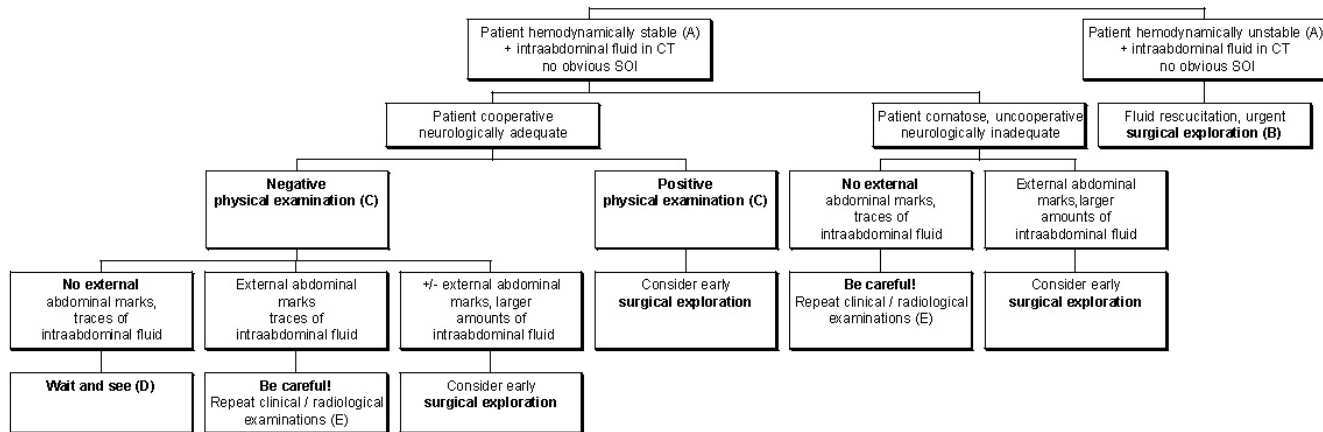 Patient hemodynamically stable (A)
+ intraabdominal fluid in CT
no obvious SOI
Patient hemodynamically unstable (A)
+ intraabdominal fluid in CT
no obvious SOI
Patient cooperative
neurologically adequate
Patient comatose, uncooperative
neurologically inadequate
Fluid rescucitation, urgent
surgical exploration (B)
Negative
physical examination (C)
Positive
physical examination (C)
No external
abdominal marks,
traces of
intraabdominal fluid
External abdominal
marks,larger
amounts of
intraabdominal fluid
No external
abdominal marks,
traces of
intraabdominal fluid
External abdominal
marks
traces of
intraabdominal fluid
+/- external abdominal
marks, larger
amounts of
intraabdominal fluid
Consider early
surgical exploration
Be careful!
Repeat clinical / radiological
examinations (E)
Consider early
surgical exploration
Wait and see (D)
Be careful!
Repeat clinical / radiological
examinations (E)
Consider early
surgical exploration